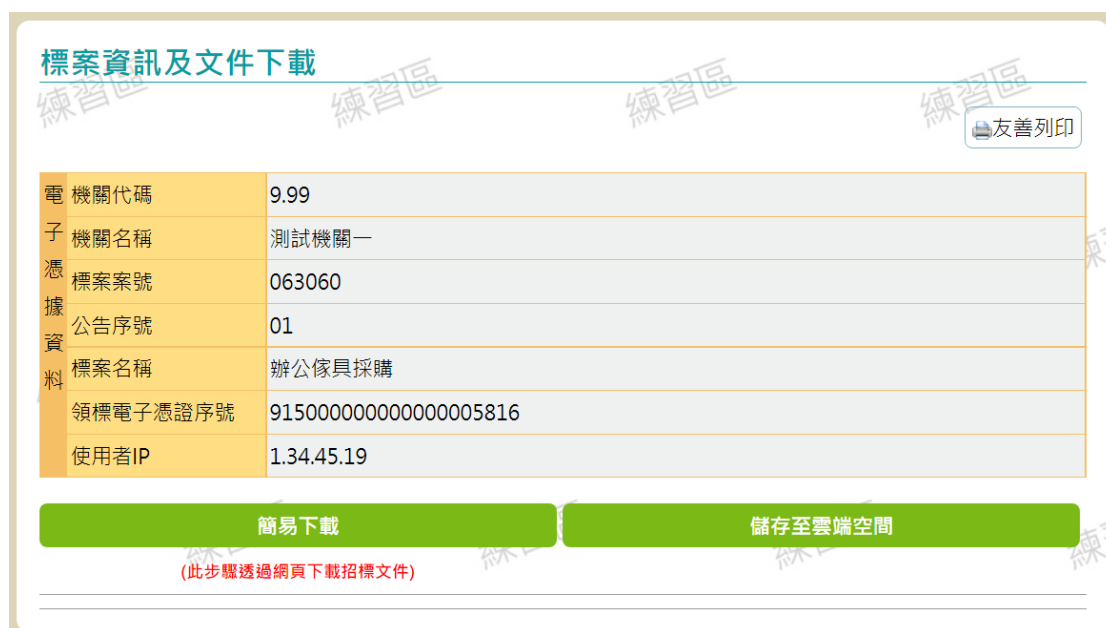 標案資訊及文件下載
練習區 練習區 練習區 練習區
友善列印
電子憑據資料
機關代碼 9.99
機關名稱 測試機關一
標案案號 063060
公告序號 01
標案名稱 辦公傢具採購
領標電子憑證序號 915000000000000005816
使用者IP 1.34.45.19
簡易下載 儲存至雲端空間
(此步驟透過網頁下載招標文件)